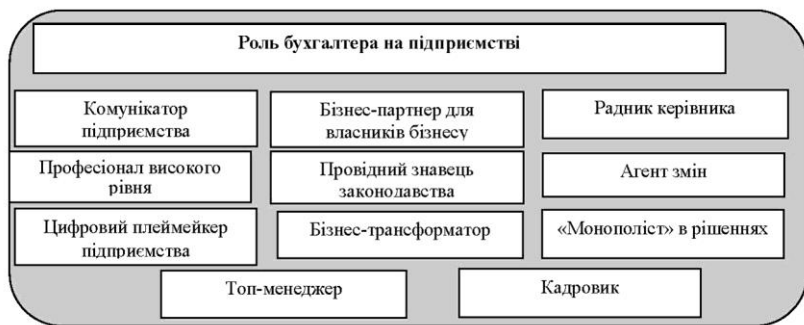 Роль бухгалтера на підприємстві
Комунікатор
підприємства
Бізнес-партнер для
власників бізнесу
Радник керівника
Професіонал високого
рівня
Провідний знавець
законодавства
Агент змін
Цифровий плеймейкер
підприємства
Бізнес-трансформатор
«Монополіст» в рішеннях
Топ-менеджер
Кадровик